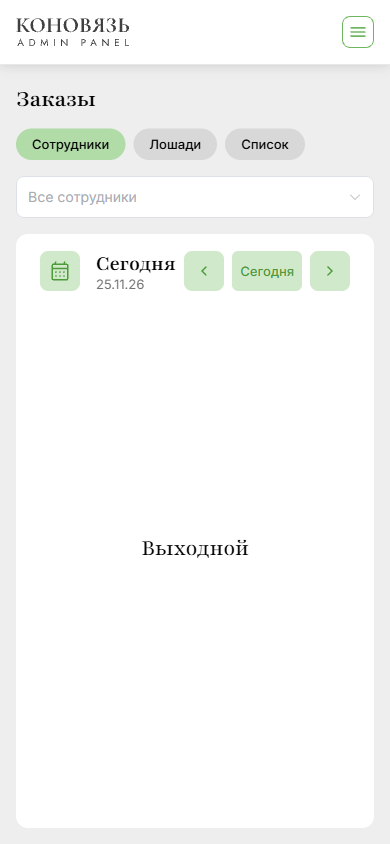 КОНОВЯЗЬ
ADMIN PANEL
Заказы
Сотрудники Лошади Список
Все сотрудники
Сегодня
25.11.26
Сегодня
Выходной